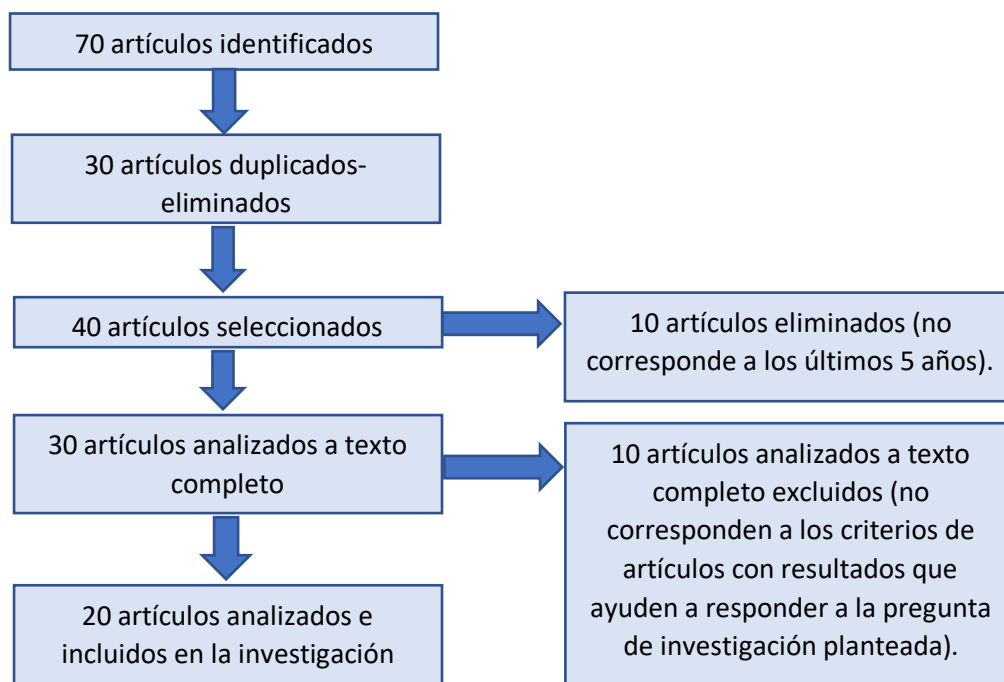 70 artículos identificados
30 artículos duplicados-
eliminados
40 artículos seleccionados
10 artículos eliminados (no
corresponde a los últimos 5 años).
30 artículos analizados a texto
completo
10 artículos analizados a texto
completo excluidos (no
corresponden a los criterios de
artículos con resultados que
ayuden a responder a la pregunta
de investigación planteada).
20 artículos analizados e
incluidos en la investigación